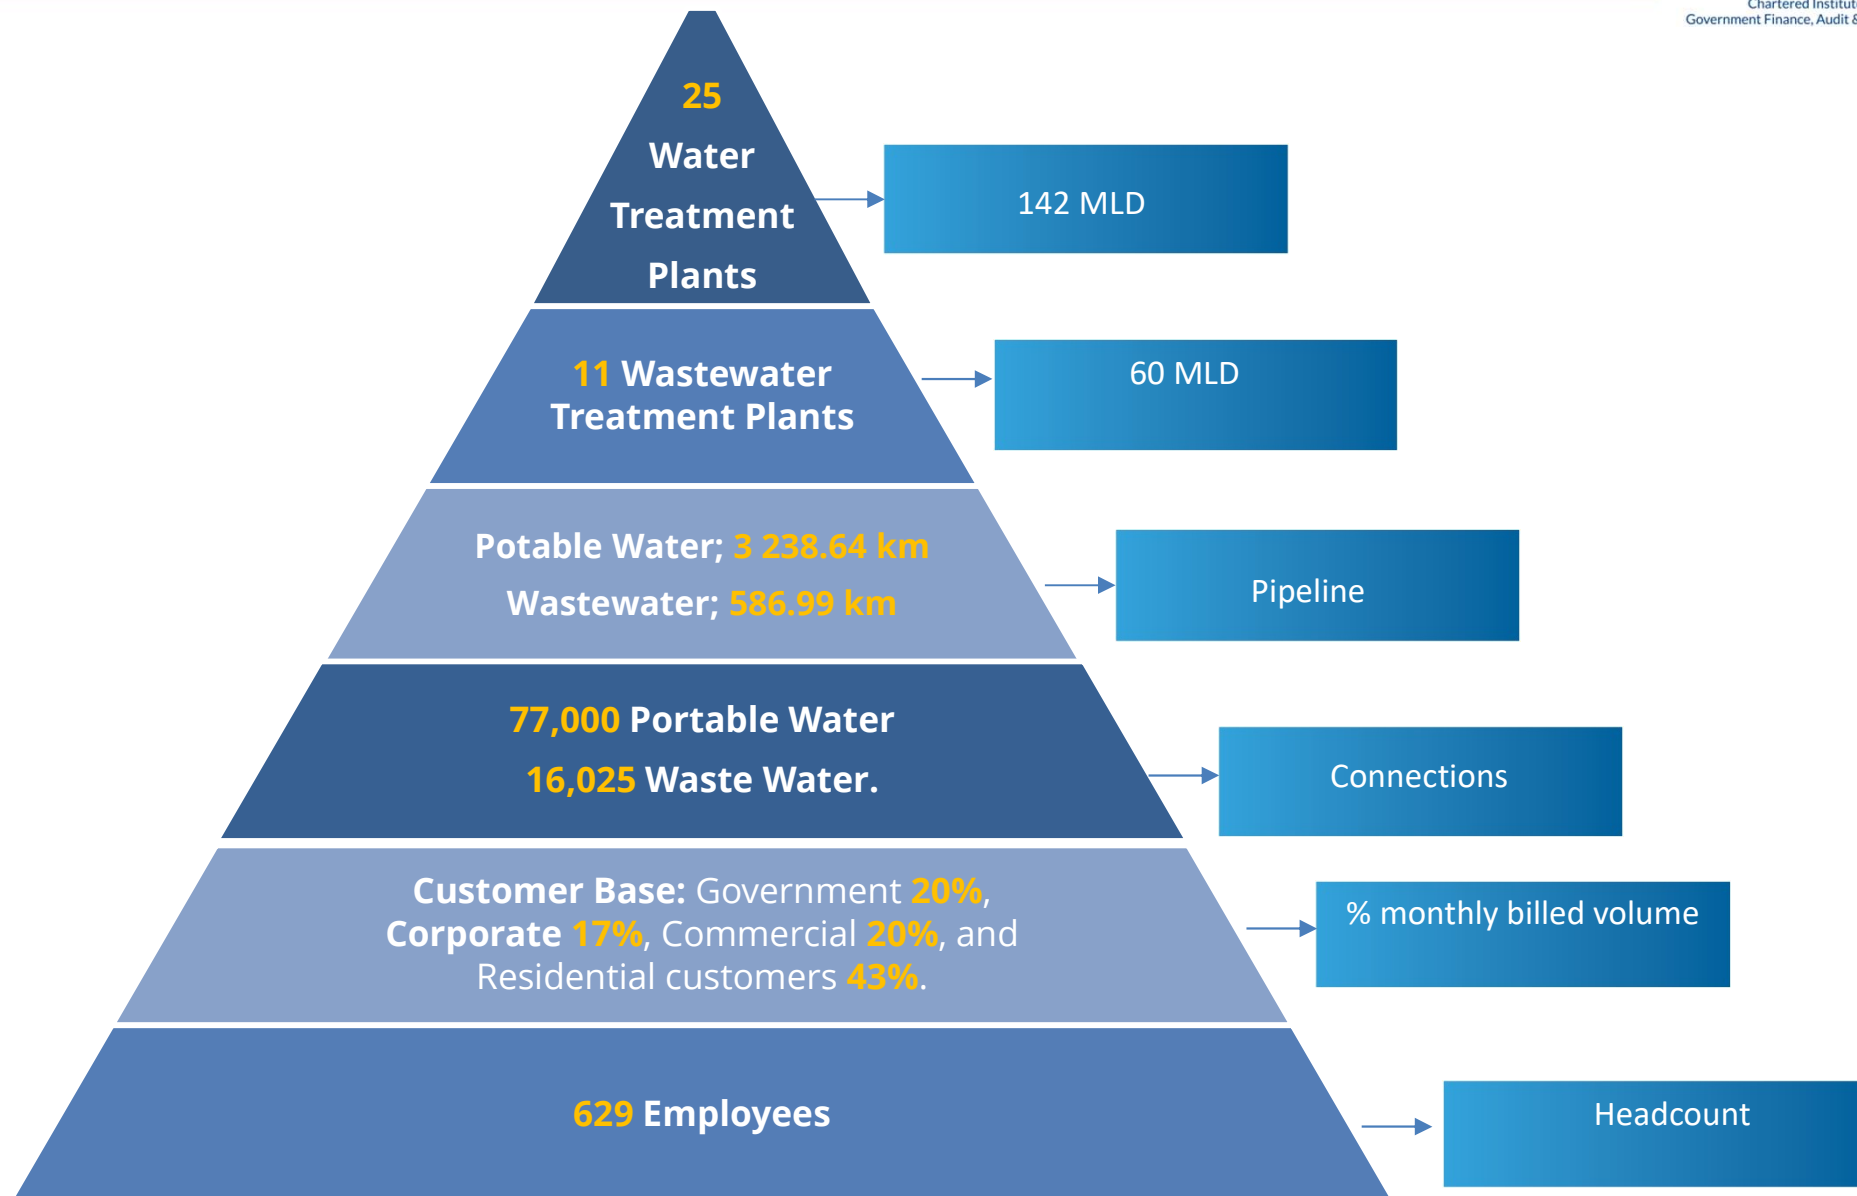 Chartered Institute
Government Finance, Audit &
25
Water
Treatment
Plants
142 MLD
11 Wastewater
Treatment Plants
60 MLD
Potable Water; 3 238.64 km
Wastewater; 586.99 km
Pipeline
77,000 Portable Water
16,025 Waste Water.
Connections
Customer Base: Government 20%,
Corporate 17%, Commercial 20%, and
Residential customers 43%.
% monthly billed volume
629 Employees
Headcount